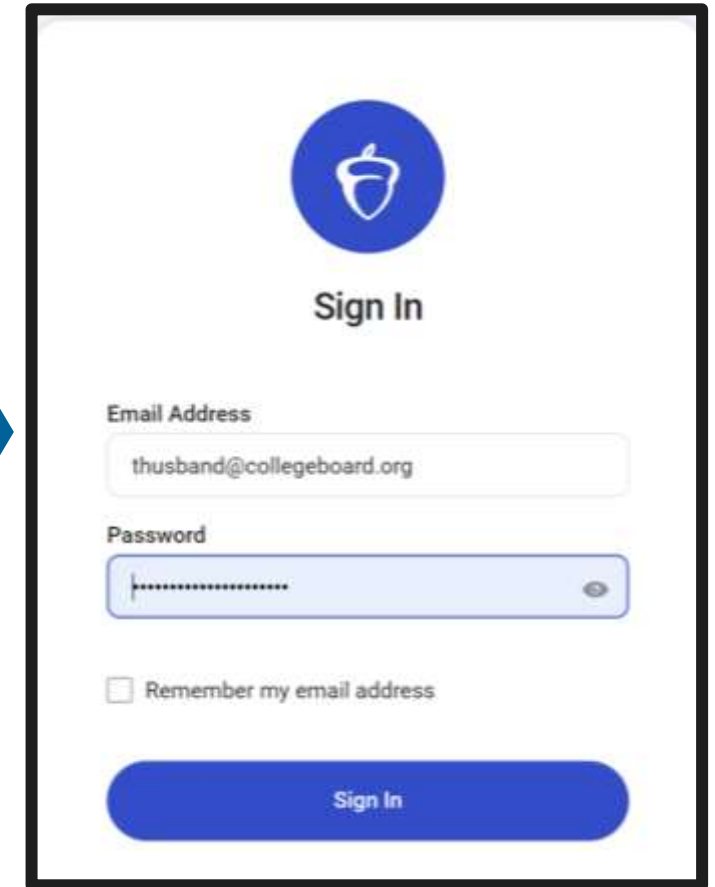 Sign In
Email Address
thusband@collegeboard.org
Password
•••••••••••••••••••••
Remember my email address
Sign In